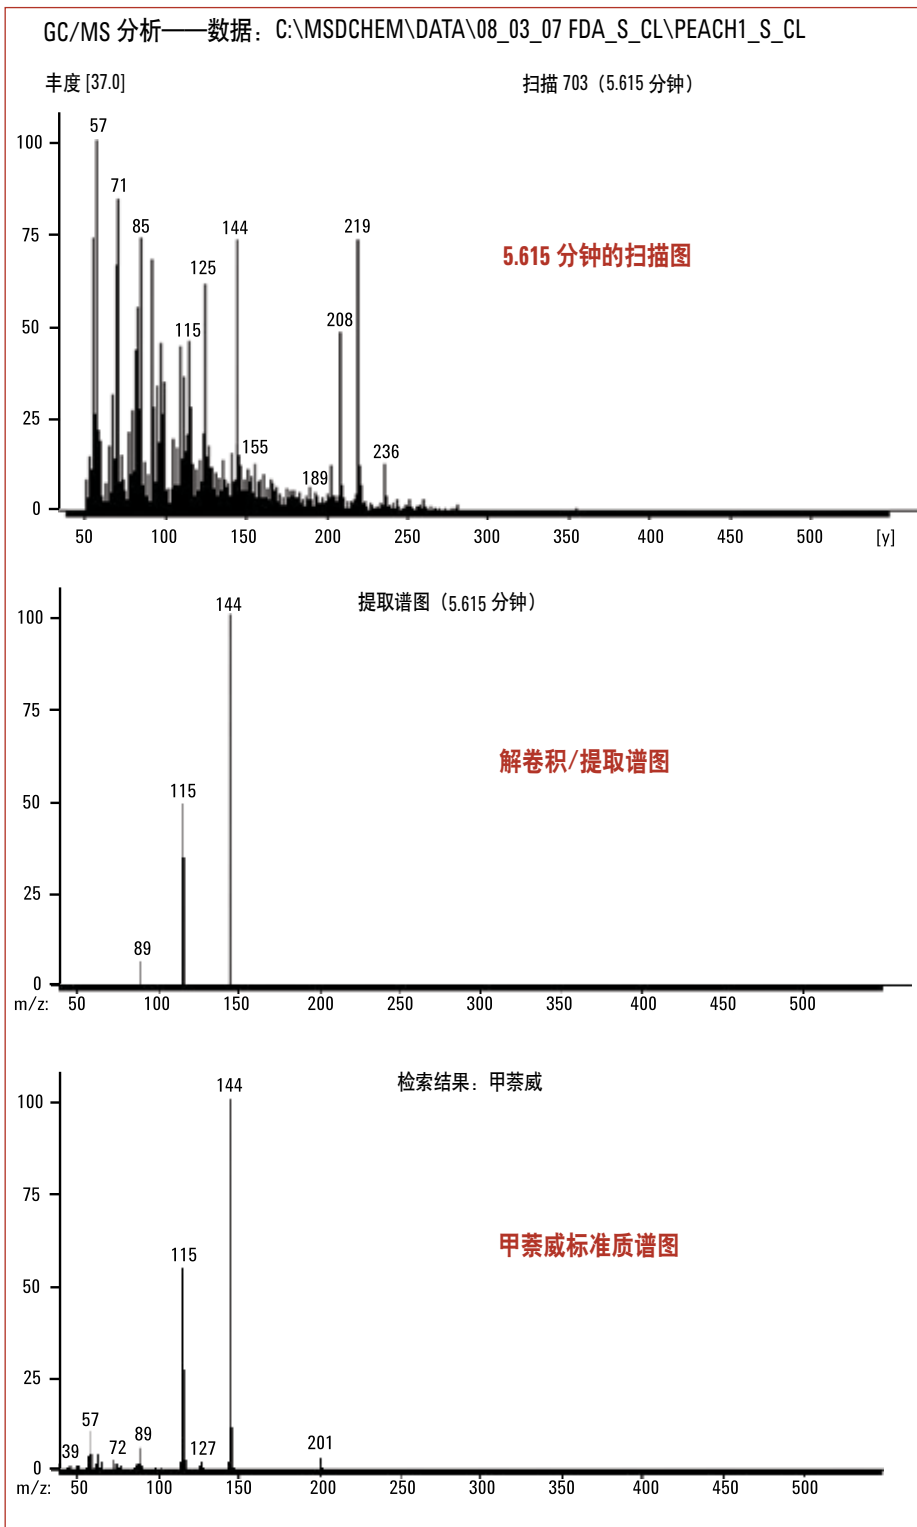 GC/MS 分析——数据：C:\MSDCHEM\DATA\08_03_07 FDA_S_CL\PEACH1_S_CL
丰度 [37.0]
扫描 703（5.615 分钟）
57
100
71
85
144
219
75
5.615 分钟的扫描图
125
208
50
115
25
155
236
189
0
50 100 150 200 250 300 350 400 450 500 [y]
提取谱图（5.615 分钟）
144
100
75
解卷积/提取谱图
115
50
25
89
0
m/z: 50 100 150 200 250 300 350 400 450 500
检索结果：甲萘威
144
100
75
甲萘威标准质谱图
115
50
25
57
39 72 89 127 201
0
m/z: 50 100 150 200 250 300 350 400 450 500